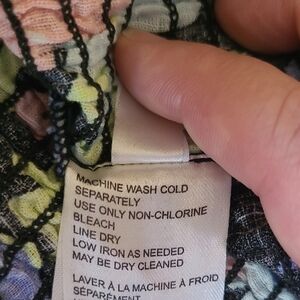 MACHINE WASH COLD
SEPARATELY
USE ONLY NON-CHLORINE
BLEACH
LINE DRY
LOW IRON AS NEEDED
MAY BE DRY CLEANED
LAVER À LA MACHINE À FROID
SÉPARÉMENT